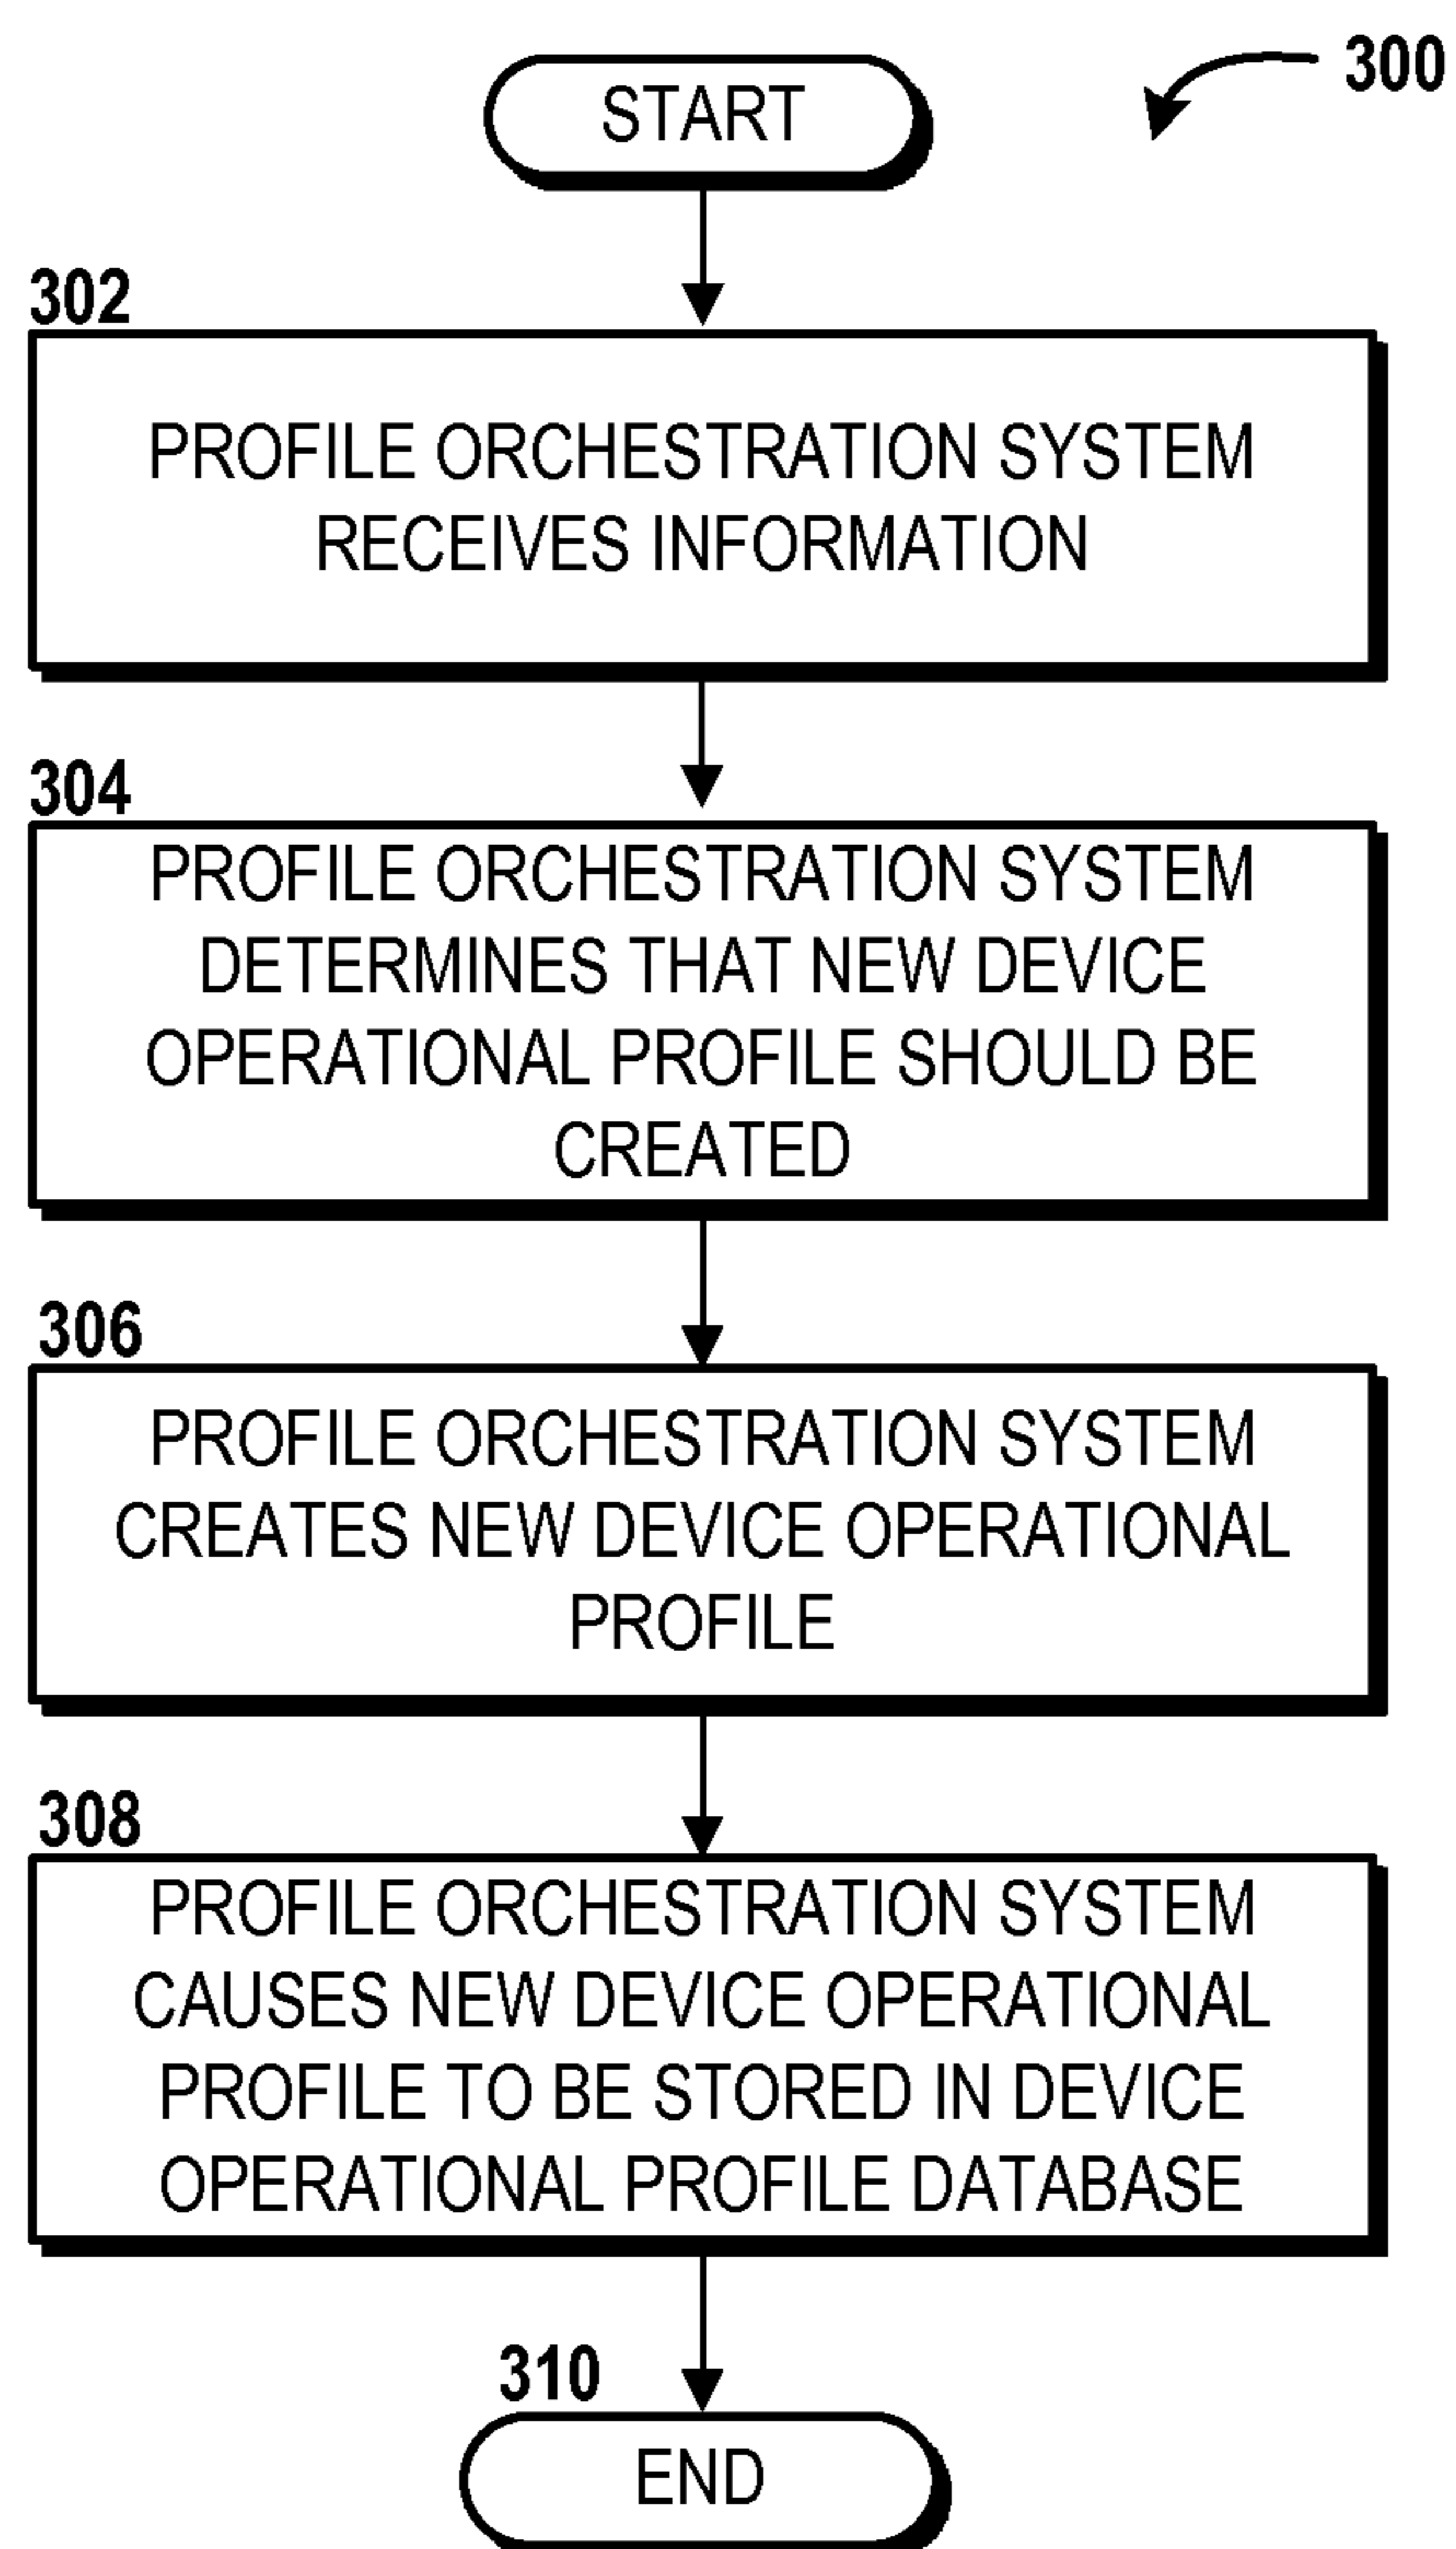 300
START
302
PROFILE ORCHESTRATION SYSTEM
RECEIVES INFORMATION
304
PROFILE ORCHESTRATION SYSTEM
DETERMINES THAT NEW DEVICE
OPERATIONAL PROFILE SHOULD BE
CREATED
306
PROFILE ORCHESTRATION SYSTEM
CREATES NEW DEVICE OPERATIONAL
PROFILE
308
PROFILE ORCHESTRATION SYSTEM
CAUSES NEW DEVICE OPERATIONAL
PROFILE TO BE STORED IN DEVICE
OPERATIONAL PROFILE DATABASE
310
END